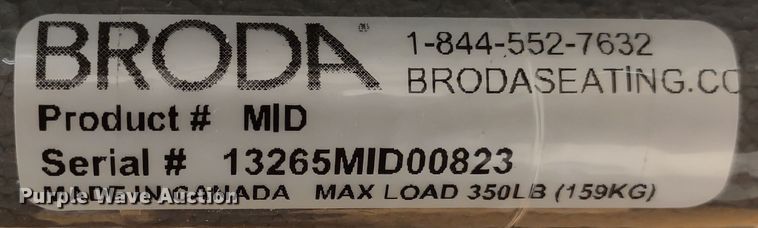 BRODA®
1-844-552-7632
BRODASEATING.CO
Product # MID
Serial # 13265MID00823
MADE IN CANADA MAX LOAD 350LB (159KG)
Purple Wave Auction